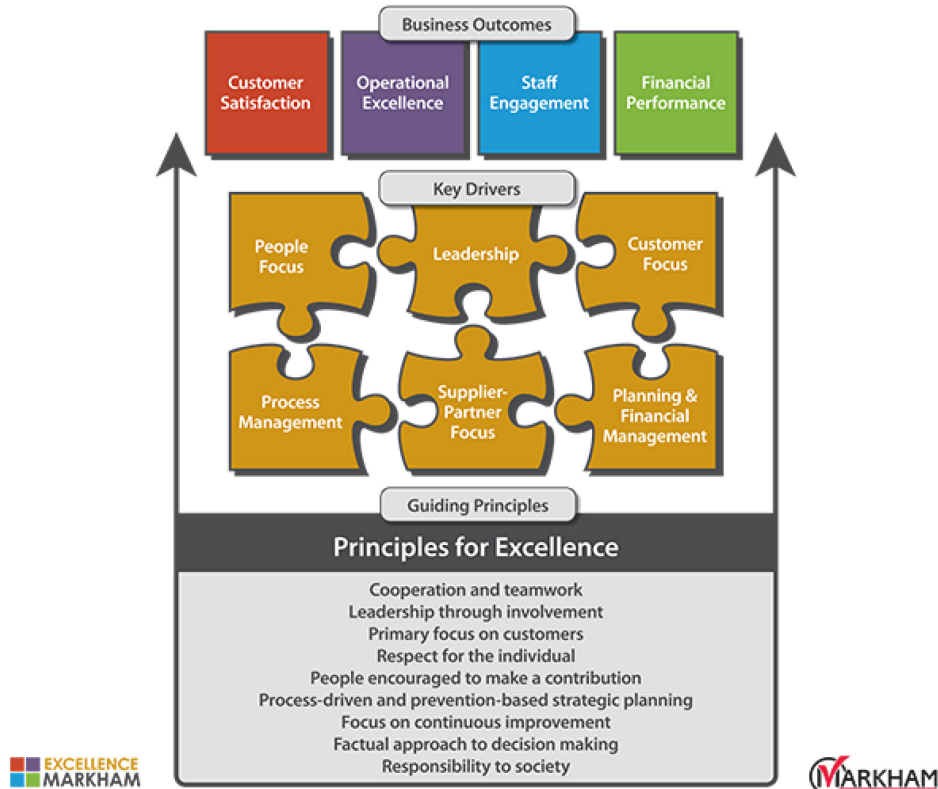 Business Outcomes
Customer
Satisfaction
Operational
Excellence
Staff
Engagement
Financial
Performance
Key Drivers
People
Focus
Leadership
Customer
Focus
Process
Management
Supplier-
Partner
Focus
Planning &
Financial
Management
Guiding Principles
Principles for Excellence
Cooperation and teamwork
Leadership through involvement
Primary focus on customers
Respect for the individual
People encouraged to make a contribution
Process-driven and prevention-based strategic planning
Focus on continuous improvement
Factual approach to decision making
Responsibility to society
EXCELLENCE
MARKHAM
MARKHAM